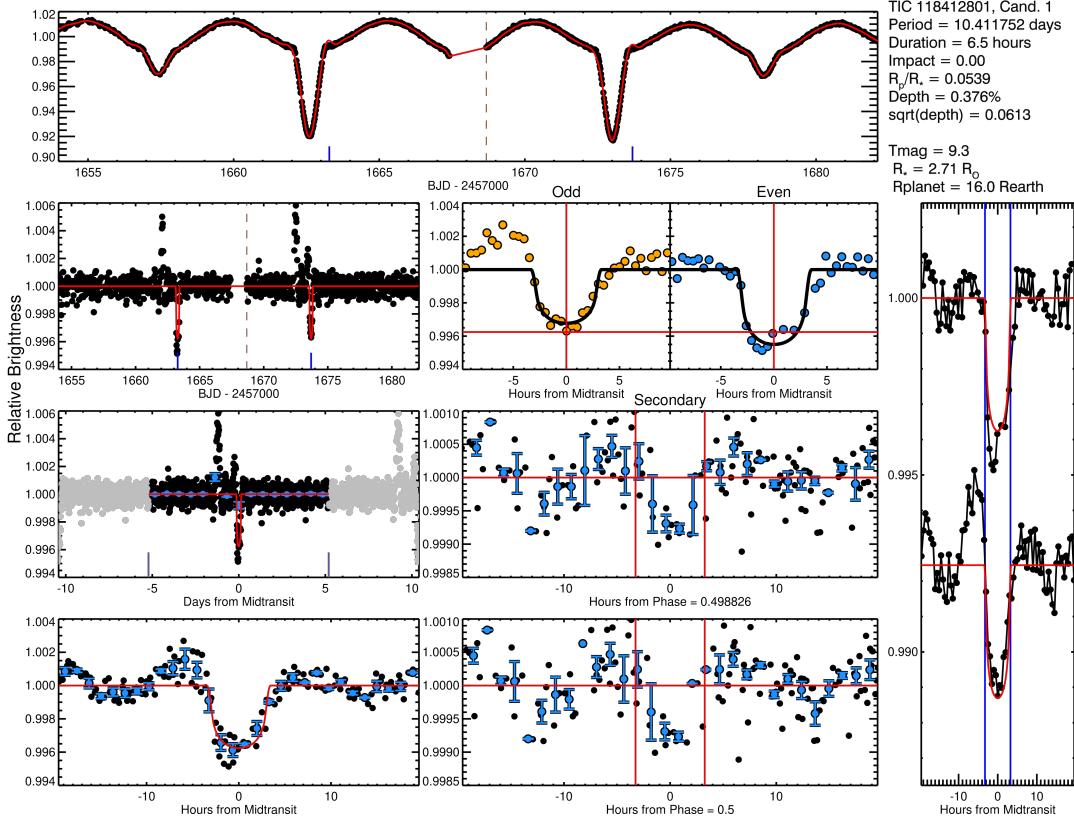 TIC 118412801, Cand. 1
Period = 10.411752 days
Duration = 6.5 hours
Impact = 0.00
Rp/R⋆ = 0.0539
Depth = 0.376%
sqrt(depth) = 0.0613
Tmag = 9.3
R⋆ = 2.71 RO
Rplanet = 16.0 Rearth
1.02
1.00
0.98
0.96
0.94
0.92
0.90
1655 1660 1665 1670 1675 1680
BJD - 2457000
Relative Brightness
1.006
1.004
1.002
1.000
0.998
0.996
0.994
1655 1660 1665 1670 1675 1680
BJD - 2457000
Odd Even
1.004
1.002
1.000
0.998
0.996
0.994
-5 0 5 -5 0 5
Hours from Midtransit Hours from Midtransit
1.006
1.004
1.002
1.000
0.998
0.996
0.994
-10 -5 0 5 10
Days from Midtransit
Secondary
1.0010
1.0005
1.0000
0.9995
0.9990
0.9985
-10 0 10
Hours from Phase = 0.498826
1.004
1.002
1.000
0.998
0.996
0.994
-10 0 10
Hours from Midtransit
1.0010
1.0005
1.0000
0.9995
0.9990
0.9985
-10 0 10
Hours from Phase = 0.5
1.000
0.995
0.990
-10 0 10
Hours from Midtransit